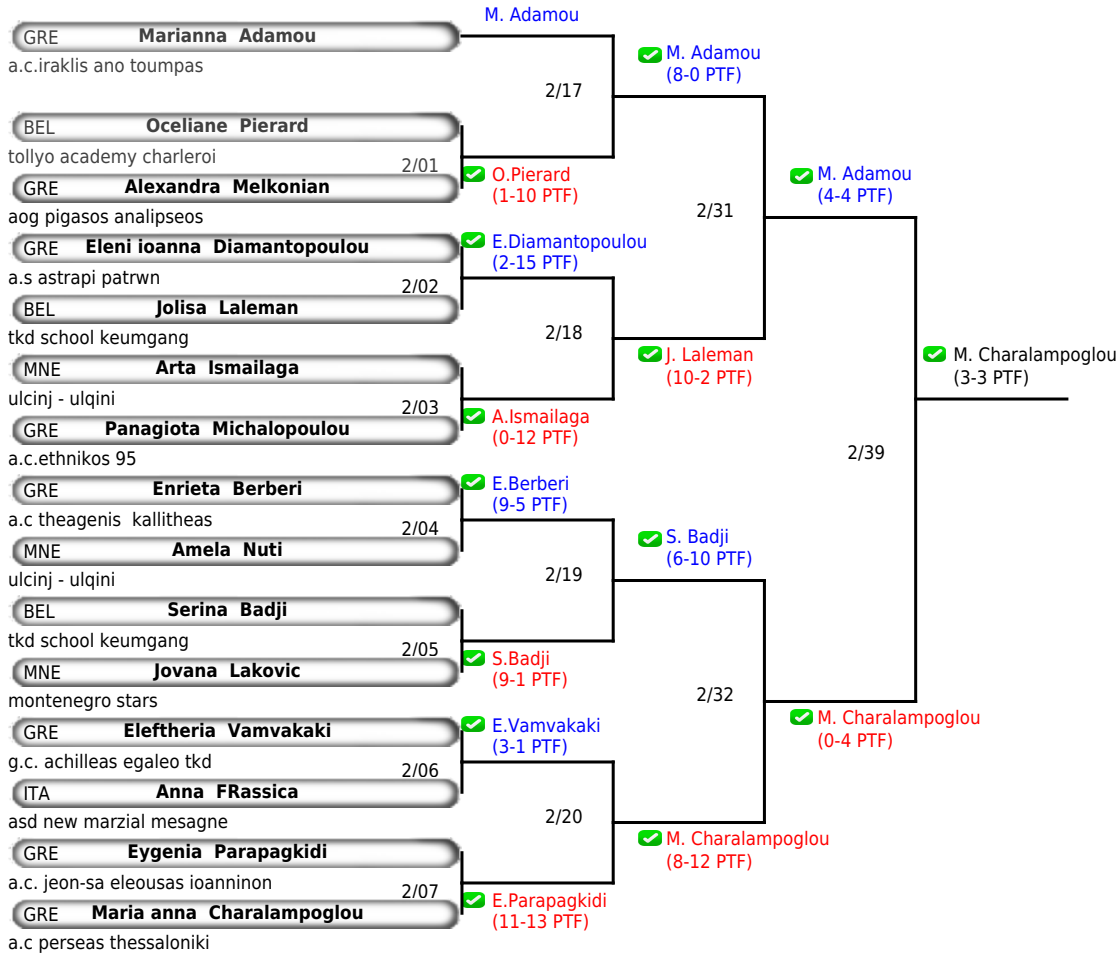 M. Adamou
GRE Marianna Adamou
a.c.iraklis ano toumpas
M. Adamou
(8-0 PTF)
2/17
BEL Oceliane Pierard
tollyo academy charleroi
2/01
GRE Alexandra Melkonian
aog pigasos analipseos
O.Pierard
(1-10 PTF)
M. Adamou
(4-4 PTF)
2/31
GRE Eleni ioanna Diamantopoulou
a.s astrapi patrwn
E.Diamantopoulou
(2-15 PTF)
2/02
BEL Jolisa Laleman
tkd school keumgang
2/18
J. Laleman
(10-2 PTF)
MNE Arta Ismailaga
ulcinj - ulqini
2/03
GRE Panagiota Michalopoulou
a.c.ethnikos 95
A.Ismailaga
(0-12 PTF)
M. Charalampoglou
(3-3 PTF)
2/39
GRE Enrieta Berberi
a.c theagenis kallitheas
E.Berberi
(9-5 PTF)
2/04
MNE Amela Nuti
ulcinj - ulqini
2/19
S. Badji
(6-10 PTF)
BEL Serina Badji
tkd school keumgang
2/05
MNE Jovana Lakovic
montenegro stars
S.Badji
(9-1 PTF)
2/32
M. Charalampoglou
(0-4 PTF)
GRE Eleftheria Vamvakaki
g.c. achilleas egaleo tkd
E.Vamvakaki
(3-1 PTF)
2/06
ITA Anna FRassica
asd new marzial mesagne
2/20
M. Charalampoglou
(8-12 PTF)
GRE Eygenia Parapagkidi
a.c. jeon-sa eleousas ioanninon
2/07
GRE Maria anna Charalampoglou
a.c perseas thessaloniki
E.Parapagkidi
(11-13 PTF)